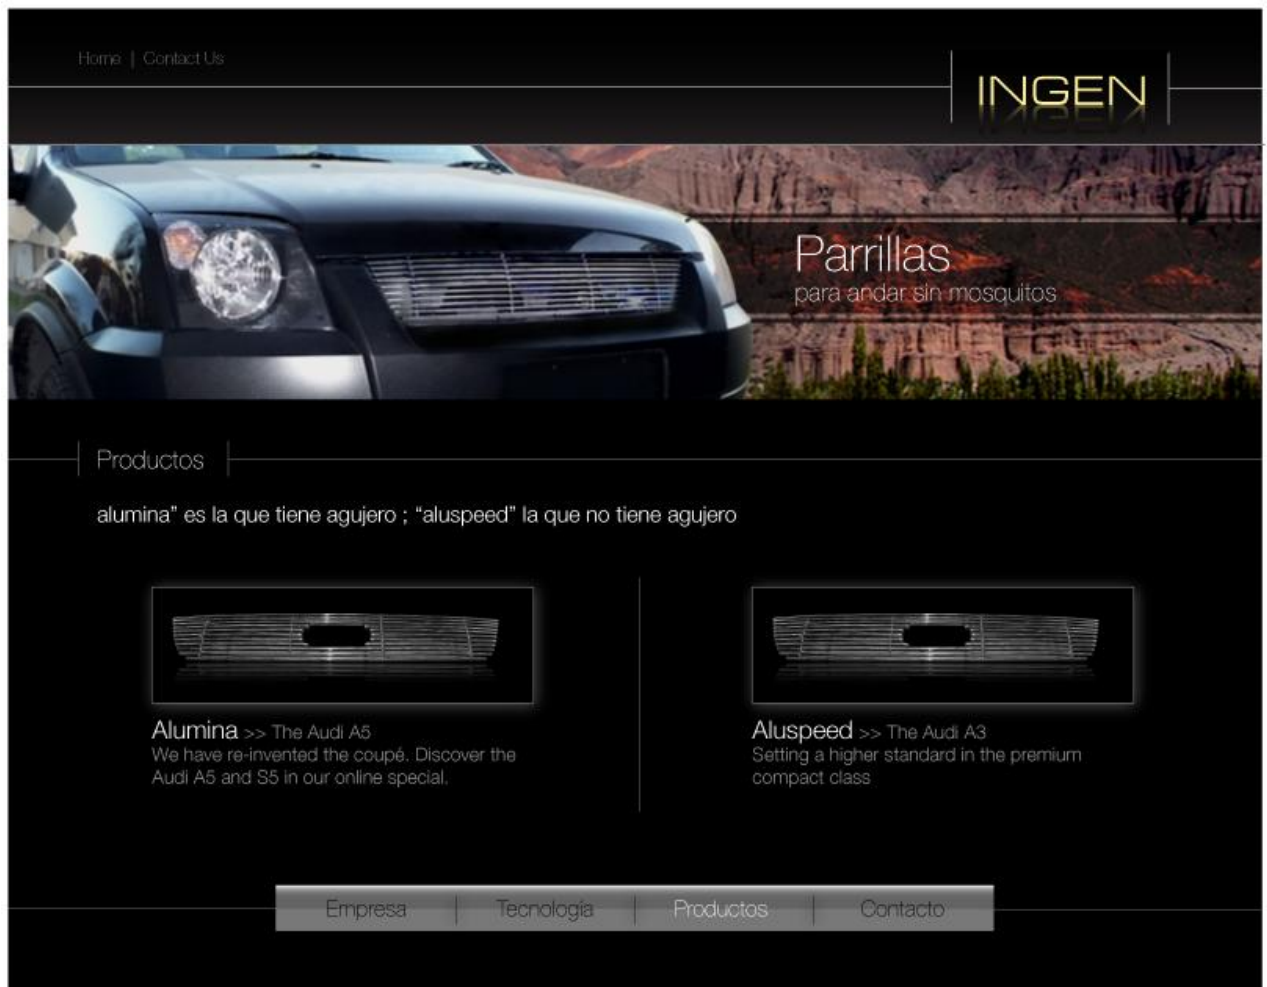 Home | Contact Us
INGEN
Parrillas
para andar sin mosquitos
Productos
alumina” es la que tiene agujero ; “aluspeed” la que no tiene agujero
Alumina >> The Audi A5
We have re-invented the coupé. Discover the
Audi A5 and S5 in our online special.
Aluspeed >> The Audi A3
Setting a higher standard in the premium
compact class
Empresa | Tecnología | Productos | Contacto